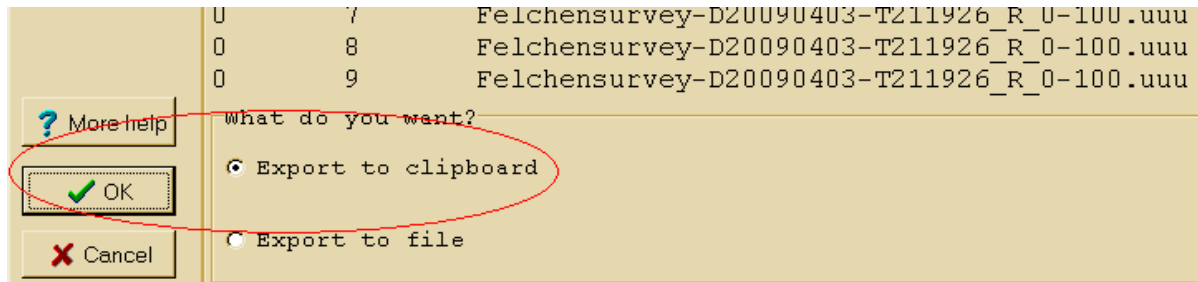 0 7 Felchensurvey-D20090403-T211926_R_0-100.uuu
0 8 Felchensurvey-D20090403-T211926_R_0-100.uuu
0 9 Felchensurvey-D20090403-T211926_R_0-100.uuu
? More help
What do you want?
Export to clipboard
OK
Export to file
Cancel